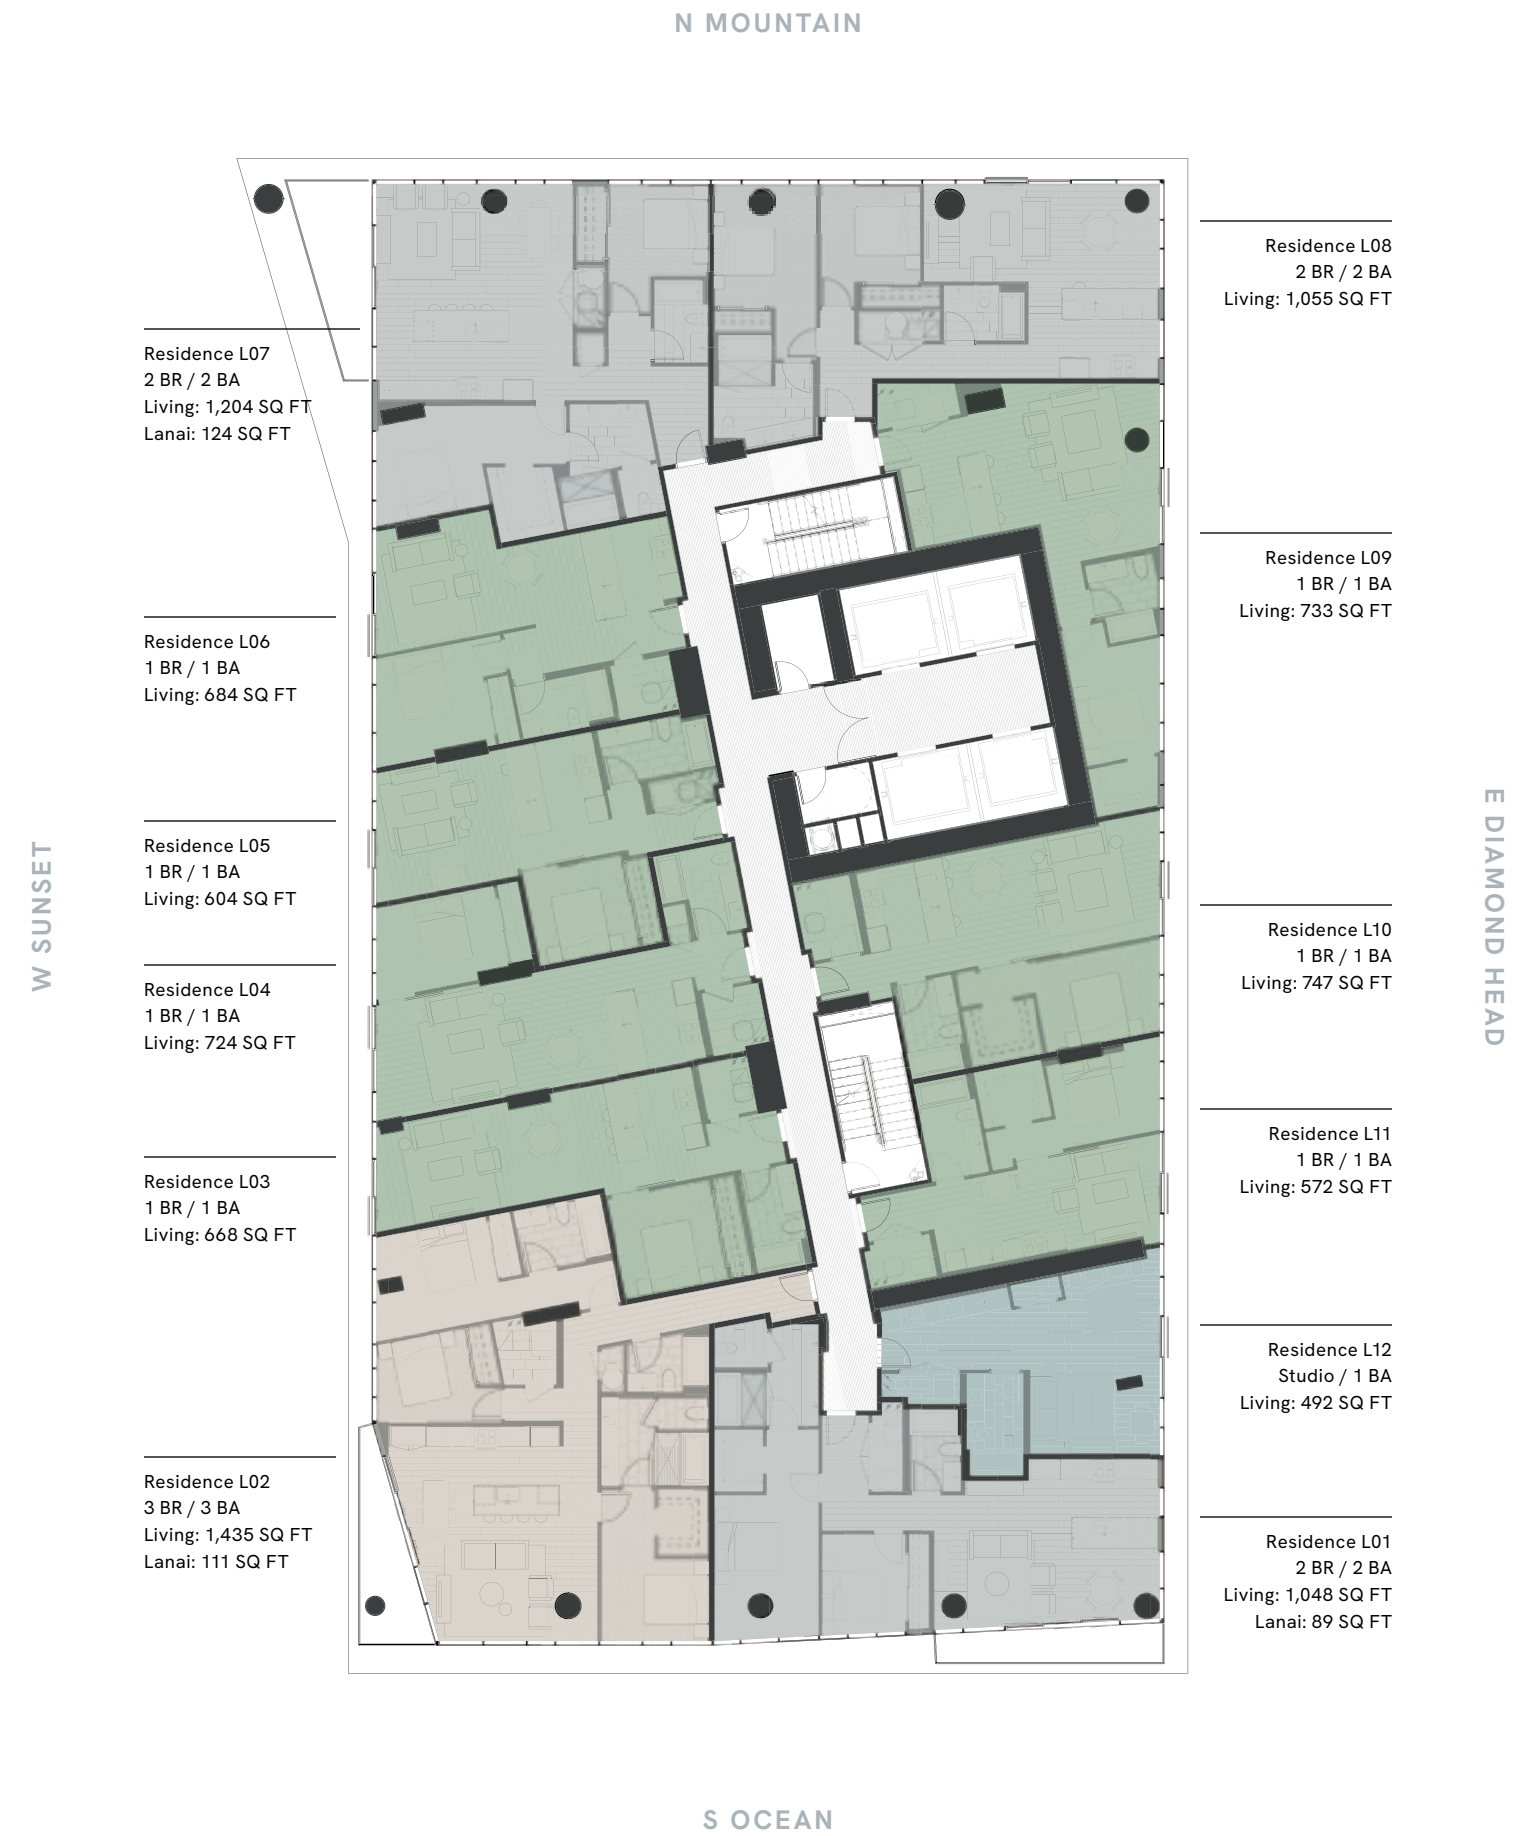 N MOUNTAIN
Residence L07
2 BR / 2 BA
Living: 1,204 SQ FT
Lanai: 124 SQ FT
Residence L06
1 BR / 1 BA
Living: 684 SQ FT
Residence L05
1 BR / 1 BA
Living: 604 SQ FT
Residence L04
1 BR / 1 BA
Living: 724 SQ FT
Residence L03
1 BR / 1 BA
Living: 668 SQ FT
Residence L02
3 BR / 3 BA
Living: 1,435 SQ FT
Lanai: 111 SQ FT
W SUNSET
Residence L08
2 BR / 2 BA
Living: 1,055 SQ FT
Residence L09
1 BR / 1 BA
Living: 733 SQ FT
Residence L10
1 BR / 1 BA
Living: 747 SQ FT
Residence L11
1 BR / 1 BA
Living: 572 SQ FT
Residence L12
Studio / 1 BA
Living: 492 SQ FT
Residence L01
2 BR / 2 BA
Living: 1,048 SQ FT
Lanai: 89 SQ FT
E DIAMOND HEAD
S OCEAN